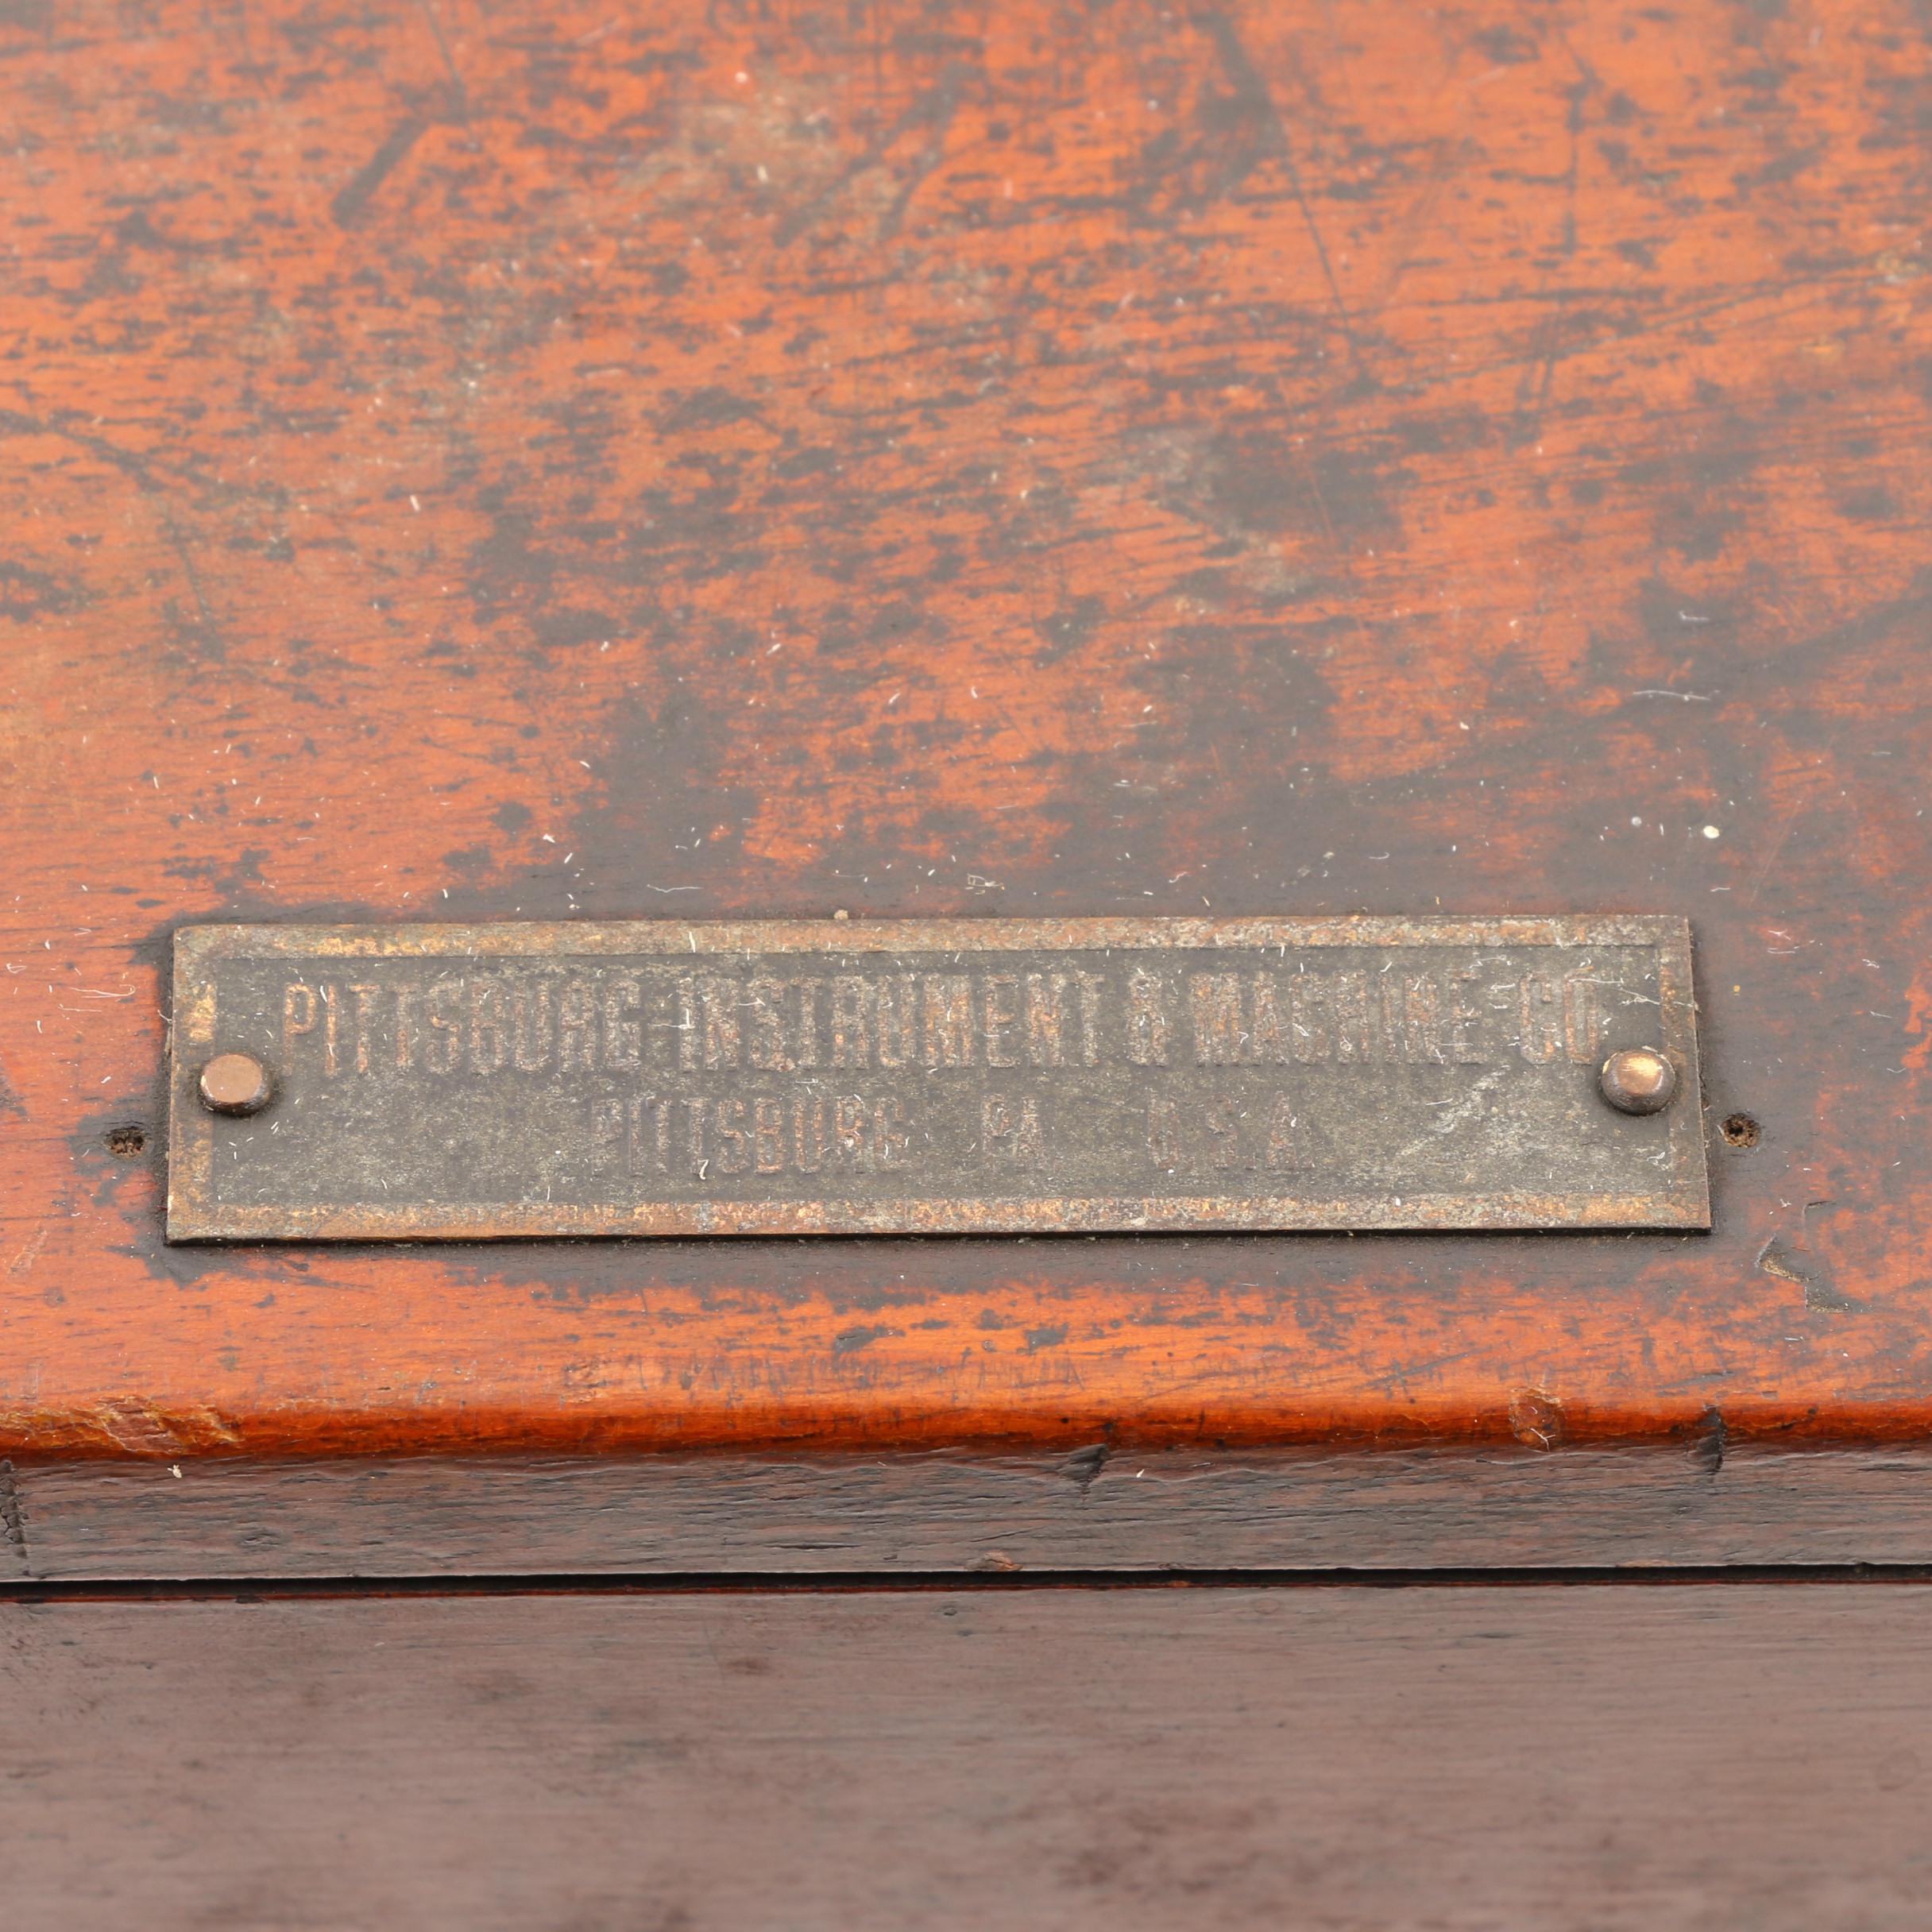 PITTSBURG INSTRUMENT & MACHINE CO
PITTSBURG PA U.S.A.